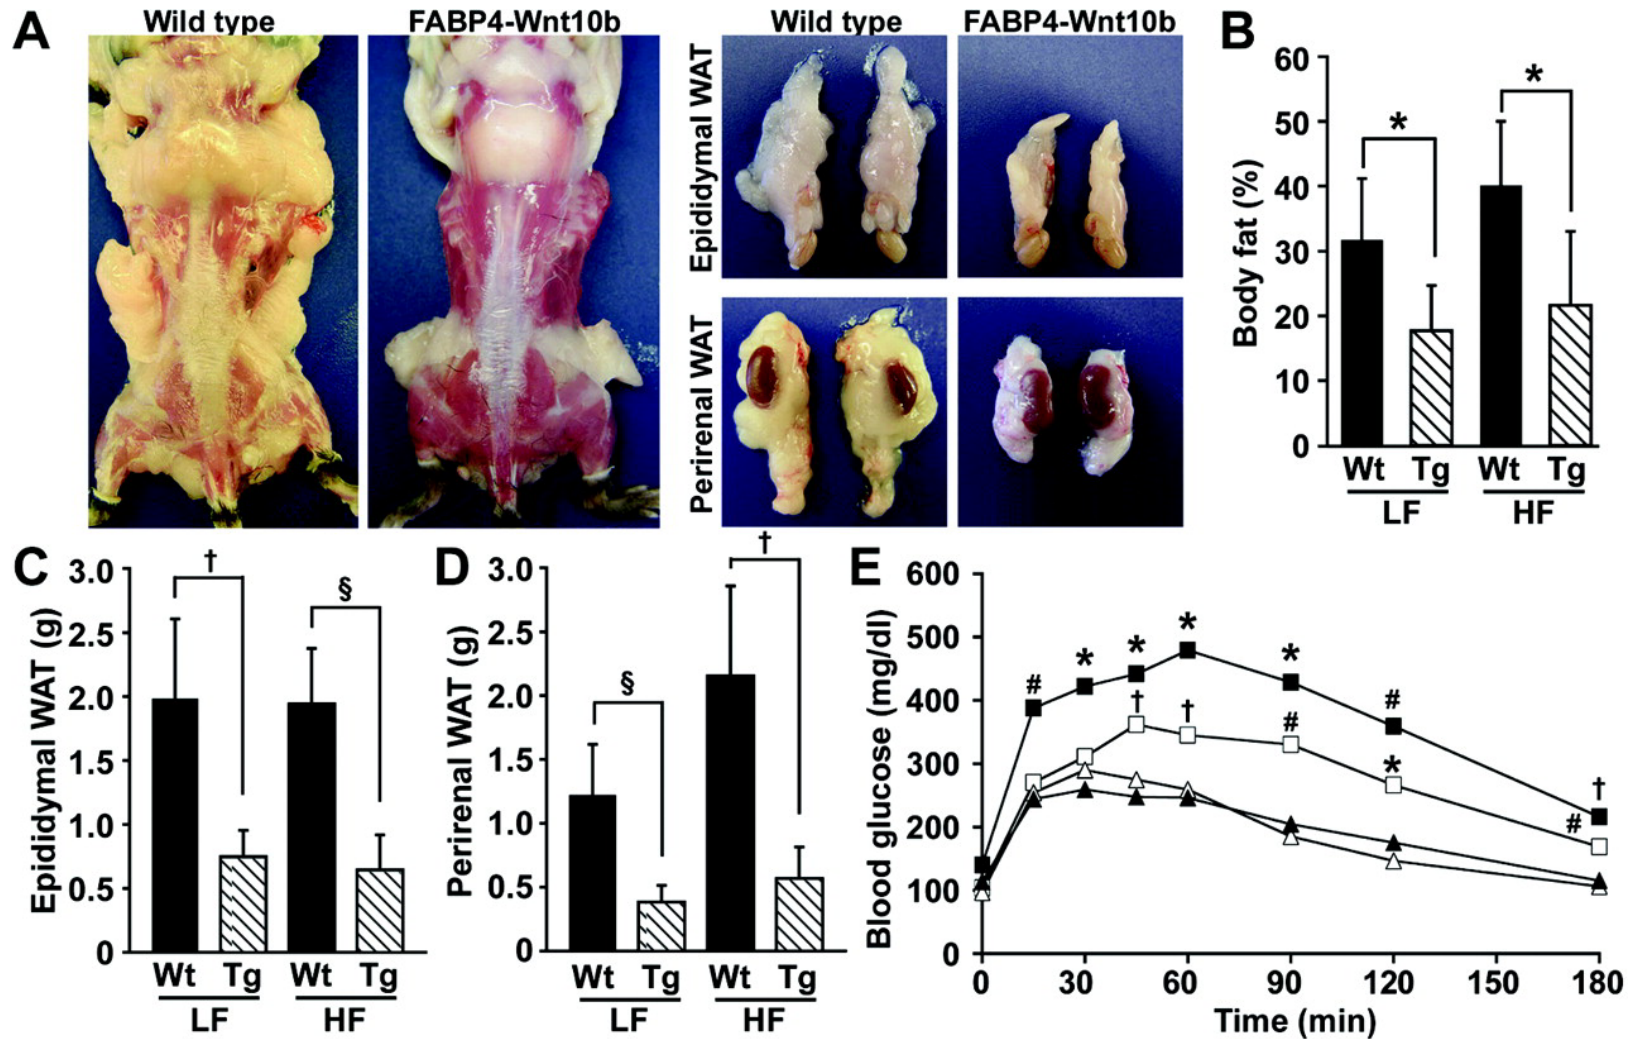 A
Wild type
FABP4-Wnt10b
Epididymal WAT
Perirenal WAT
Wild type
FABP4-Wnt10b
B
Body fat (%)
60
50
40
30
20
10
0
*
*
Wt Tg Wt Tg
LF HF
C
Epididymal WAT (g)
3.0
2.5
2.0
1.5
1.0
0.5
0
†
§
Wt Tg Wt Tg
LF HF
D
Perirenal WAT (g)
3.0
2.5
2.0
1.5
1.0
0.5
0
§
†
Wt Tg Wt Tg
LF HF
E
Blood glucose (mg/dl)
600
500
400
300
200
100
0
# * * * * # †
† † # * #
0 30 60 90 120 150 180
Time (min)